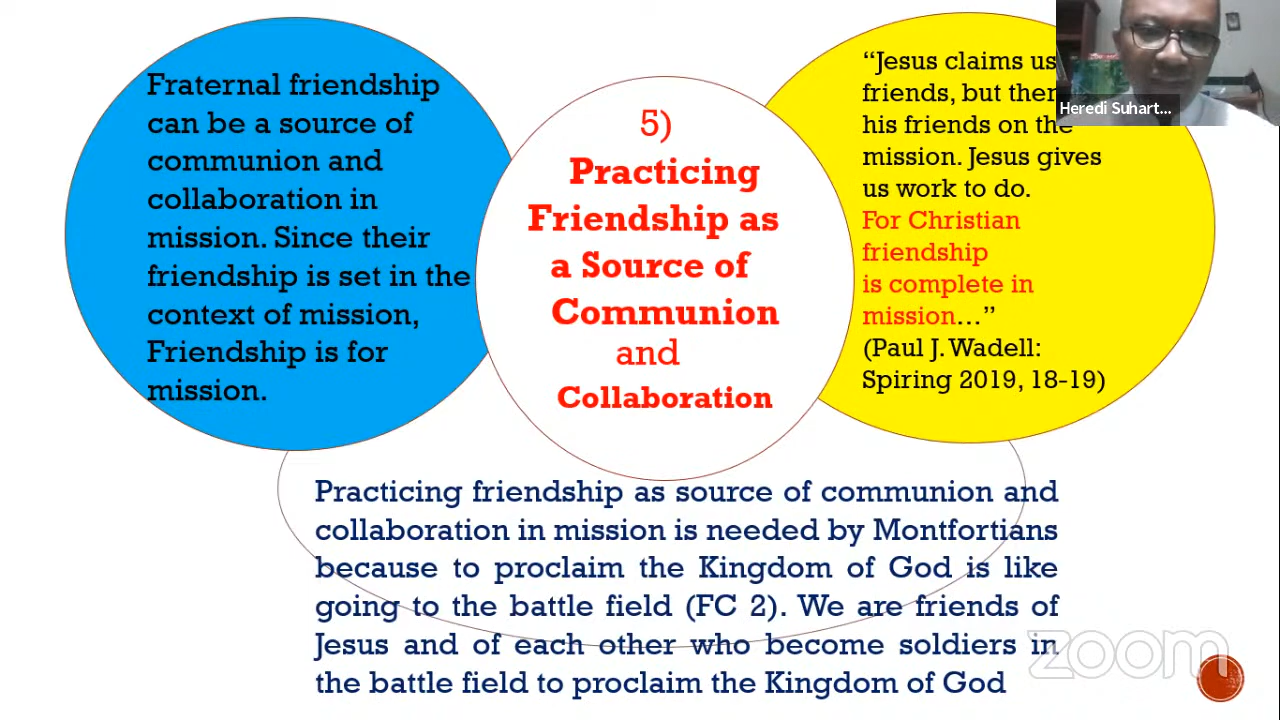 Fraternal friendship
can be a source of
communion and
collaboration in
mission. Since their
friendship is set in the
context of mission,
Friendship is for
mission.
5)
Practicing
Friendship as
a Source of
Communion
and
Collaboration
“Jesus claims us
friends, but
his friends on the
mission. Jesus gives
us work to do.
For Christian
friendship
is complete in
mission…”
(Paul J. Wadell:
Spiring 2019, 18-19)
Heredi Suhart...
Practicing friendship as source of communion and
collaboration in mission is needed by Montfortians
because to proclaim the Kingdom of God is like
going to the battle field (FC 2). We are friends of
Jesus and of each other who become soldiers in
the battle field to proclaim the Kingdom of God
zoom